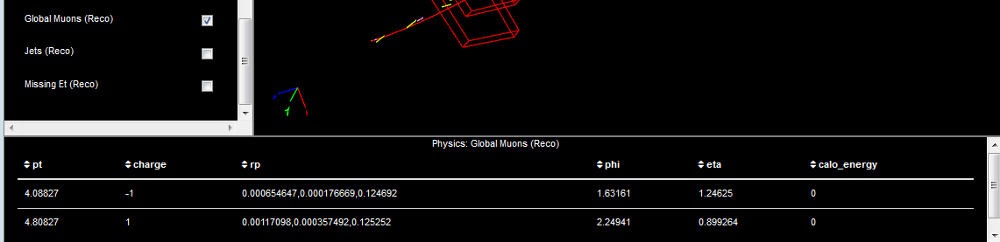 Global Muons (Reco)
Jets (Reco)
Missing Et (Reco)
Physics: Global Muons (Reco)
pt charge rp phi eta calo_energy
4.08827 -1 0.000654647,0.000176669,0.124692 1.63161 1.24625 0
4.80827 1 0.00117098,0.000357492,0.125252 2.24941 0.899264 0